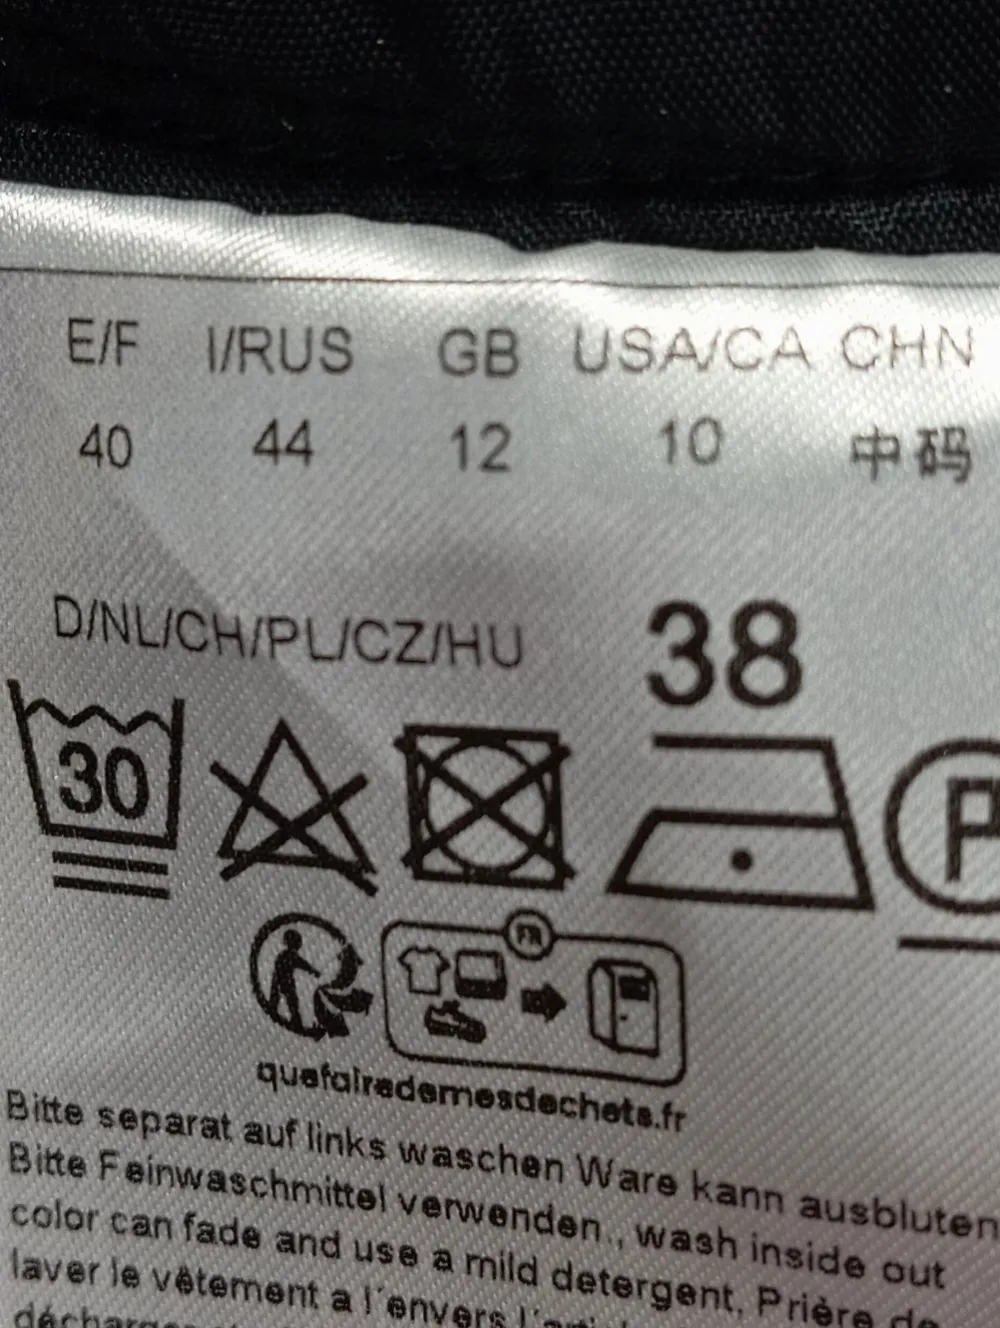 E/F I/RUS GB USA/CA CHN
40 44 12 10 中码
D/NL/CH/PL/CZ/HU 38
30 P
FR
quefairedemesdechets.fr
Bitte separat auf links waschen Ware kann ausbluten
Bitte Feinwaschmittel verwenden., wash inside out
color can fade and use a mild detergent, Prière de
laver le vêtement a l'envers